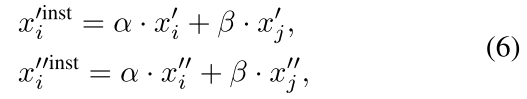 x_i'^{inst} = α · x_i' + β · x_j',
x_i''^{inst} = α · x_i'' + β · x_j'',
(6)